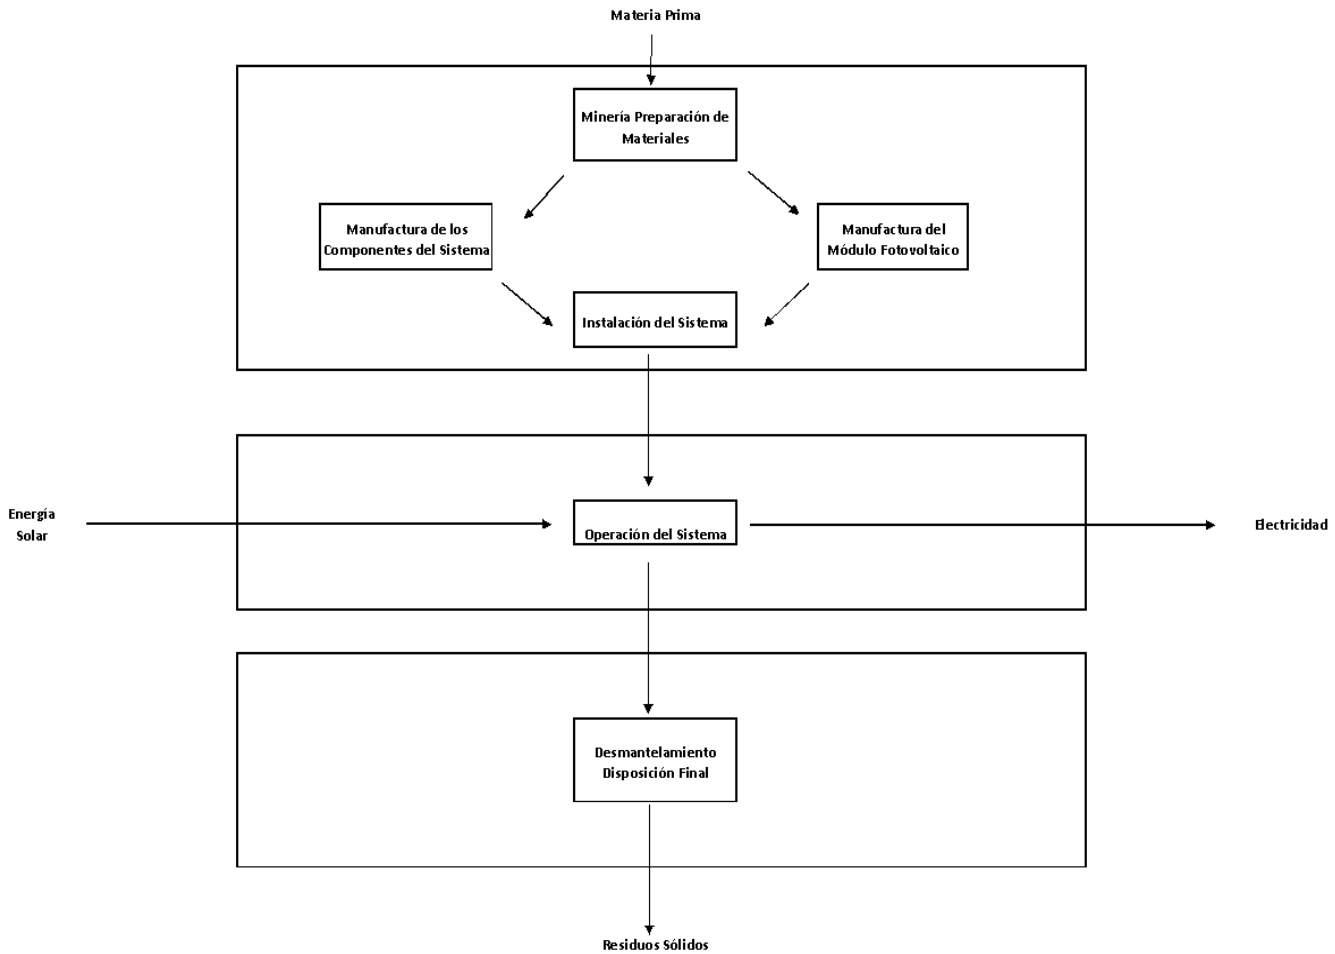 Materia Prima
Minería Preparación de
Materiales
Manufactura de los
Componentes del Sistema
Manufactura del
Módulo Fotovoltaico
Instalación del Sistema
Energía
Solar
Operación del Sistema
Electricidad
Desmantelamiento
Disposición Final
Residuos Sólidos